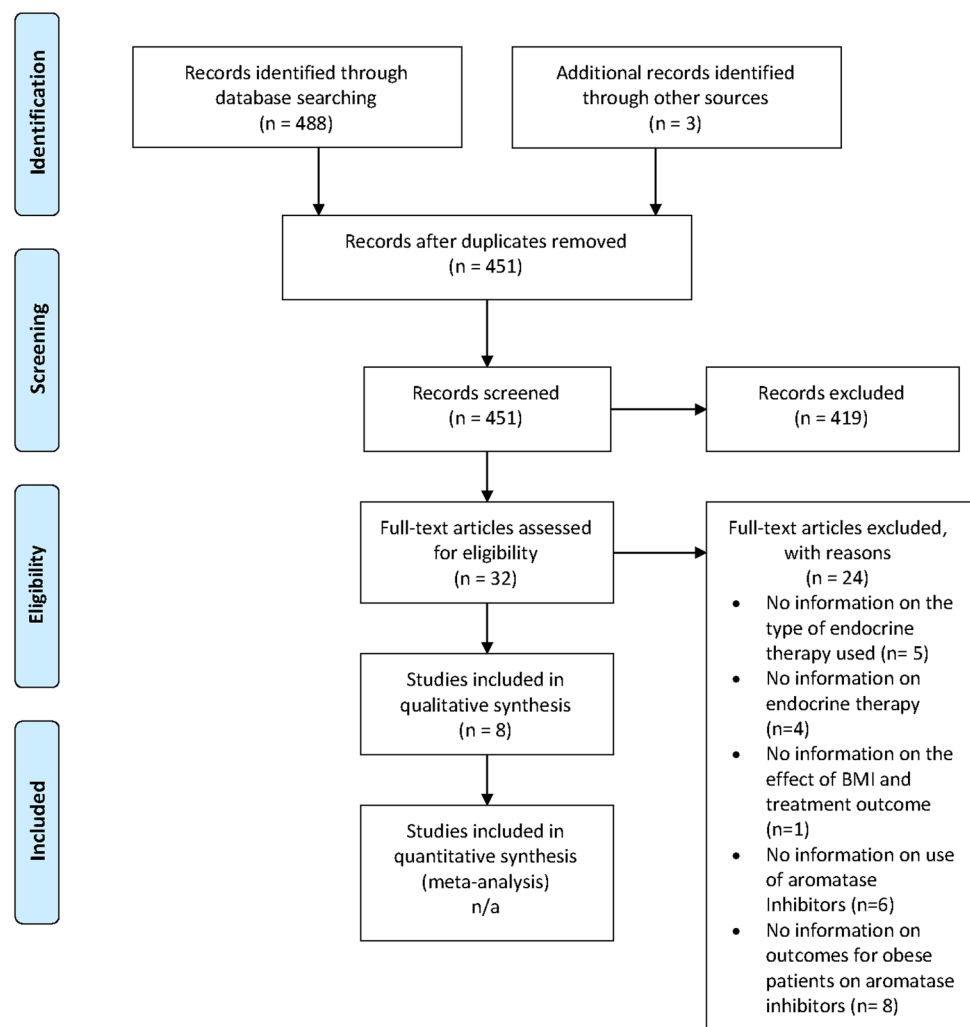 Identification
Records identified through
database searching
(n = 488)
Additional records identified
through other sources
(n = 3)
Records after duplicates removed
(n = 451)
Screening
Records screened
(n = 451)
Records excluded
(n = 419)
Eligibility
Full-text articles assessed
for eligibility
(n = 32)
Full-text articles excluded,
with reasons
(n = 24)
• No information on the
type of endocrine
therapy used (n= 5)
• No information on
endocrine therapy
(n=4)
• No information on the
effect of BMI and
treatment outcome
(n=1)
• No information on use
of aromatase
Inhibitors (n=6)
• No information on
outcomes for obese
patients on aromatase
inhibitors (n= 8)
Studies included in
qualitative synthesis
(n = 8)
Included
Studies included in
quantitative synthesis
(meta-analysis)
n/a